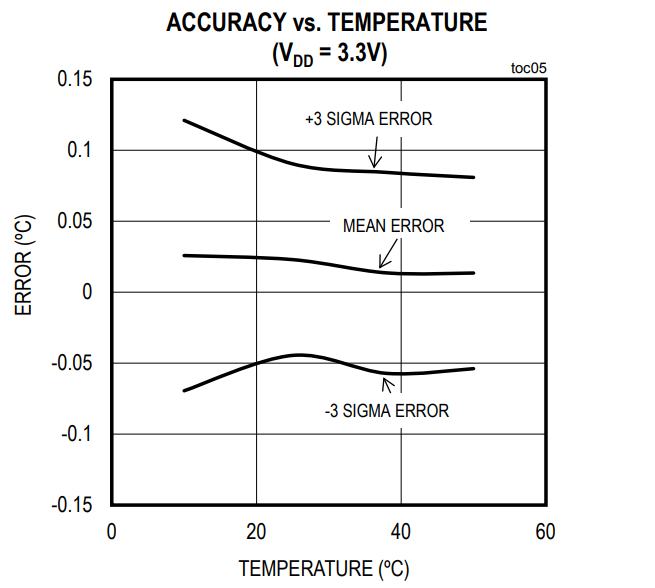 ACCURACY vs. TEMPERATURE
(VDD = 3.3V)
toc05
0.15
+3 SIGMA ERROR
0.1
0.05
MEAN ERROR
ERROR (ºC)
0
-0.05
-3 SIGMA ERROR
-0.1
-0.15
0 20 40 60
TEMPERATURE (ºC)